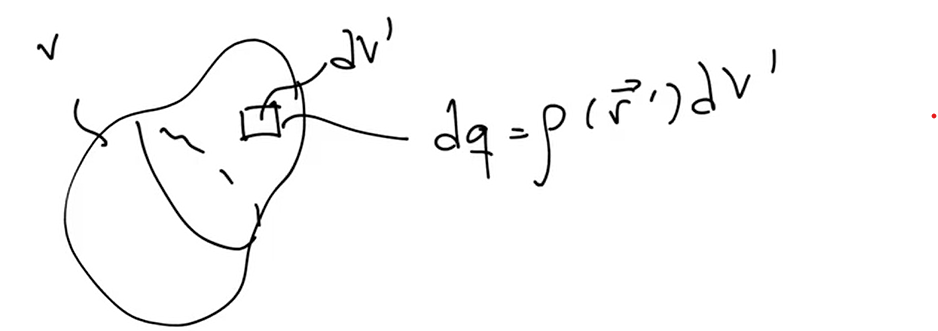 V
dV'
dq = ρ(r⃗')dV'